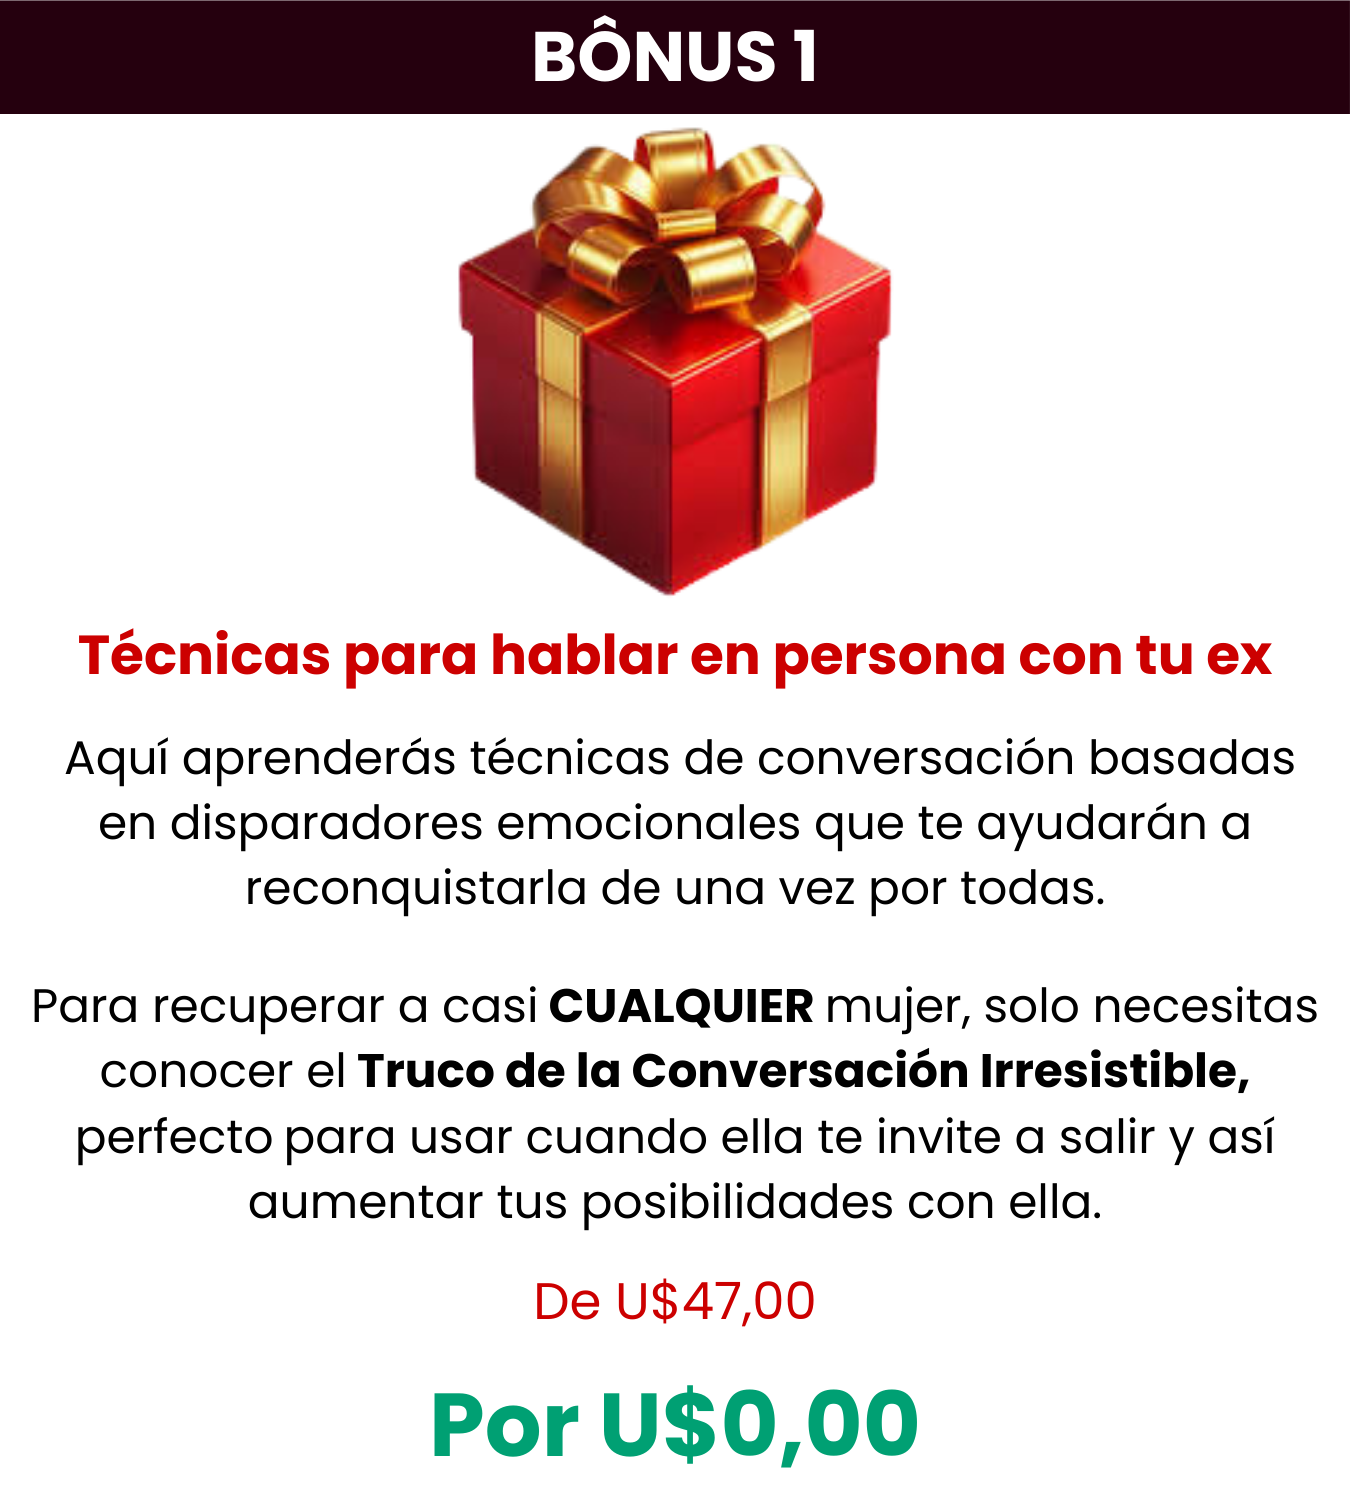 BÔNUS 1
Técnicas para hablar en persona con tu ex
Aquí aprenderás técnicas de conversación basadas
en disparadores emocionales que te ayudarán a
reconquistarla de una vez por todas.
Para recuperar a casi CUALQUIER mujer, solo necesitas
conocer el Truco de la Conversación Irresistible,
perfecto para usar cuando ella te invite a salir y así
aumentar tus posibilidades con ella.
De U$47,00
Por U$0,00